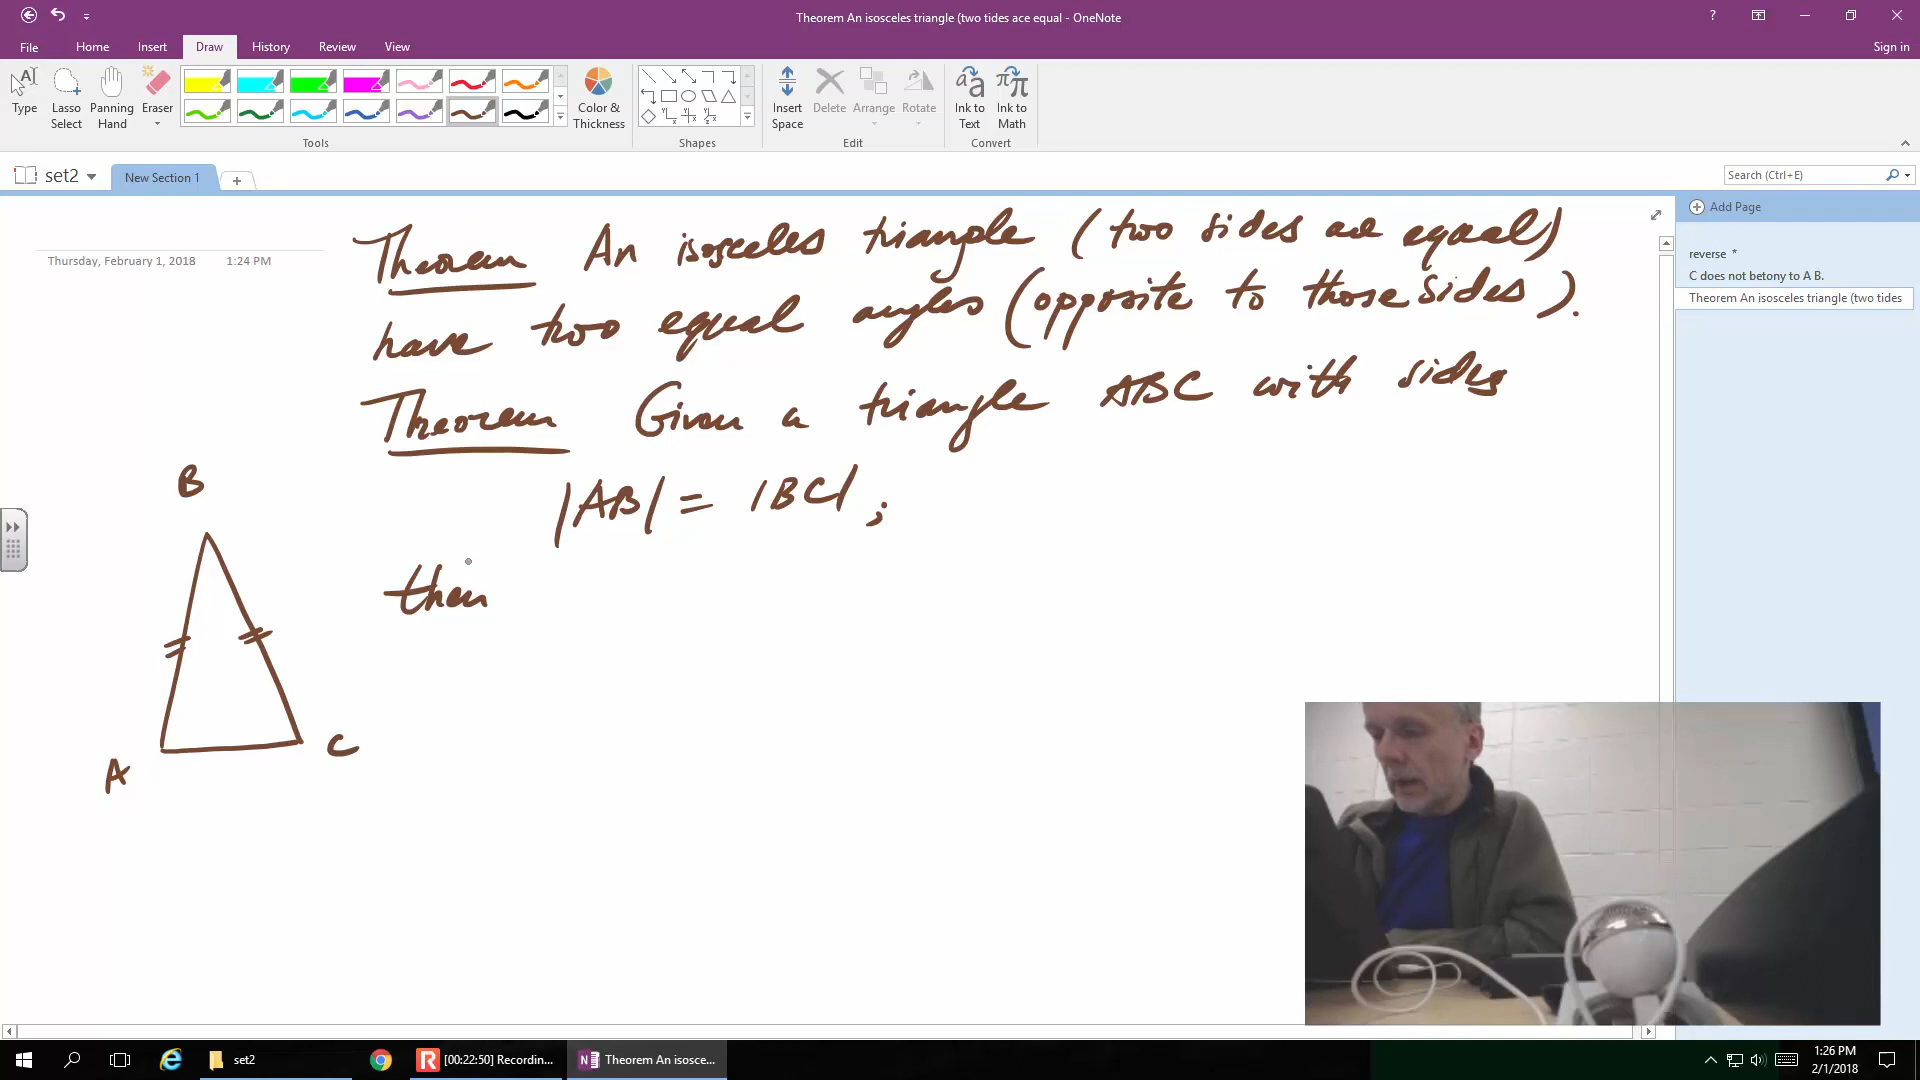 Theorem An isosceles triangle (two tides ace equal - OneNote
?
File Home Insert Draw History Review View
Sign in
Type
Lasso Select
Panning Hand
Eraser
Color & Thickness
Insert Space
Delete
Arrange
Rotate
Ink to Text
Ink to Math
Tools
Shapes
Edit
Convert
set2
New Section 1
Search (Ctrl+E)
Add Page
reverse *
C does not betony to A B.
Theorem An isosceles triangle (two tides
Thursday, February 1, 2018 1:24 PM
Theorem An isosceles triangle (two sides are equal)
have two equal angles (opposite to those sides).
Theorem Given a triangle ABC with sides
|AB| = |BC|,
then
B
A
C
set2
[00:22:50] Recordin...
Theorem An isosce...
1:26 PM
2/1/2018